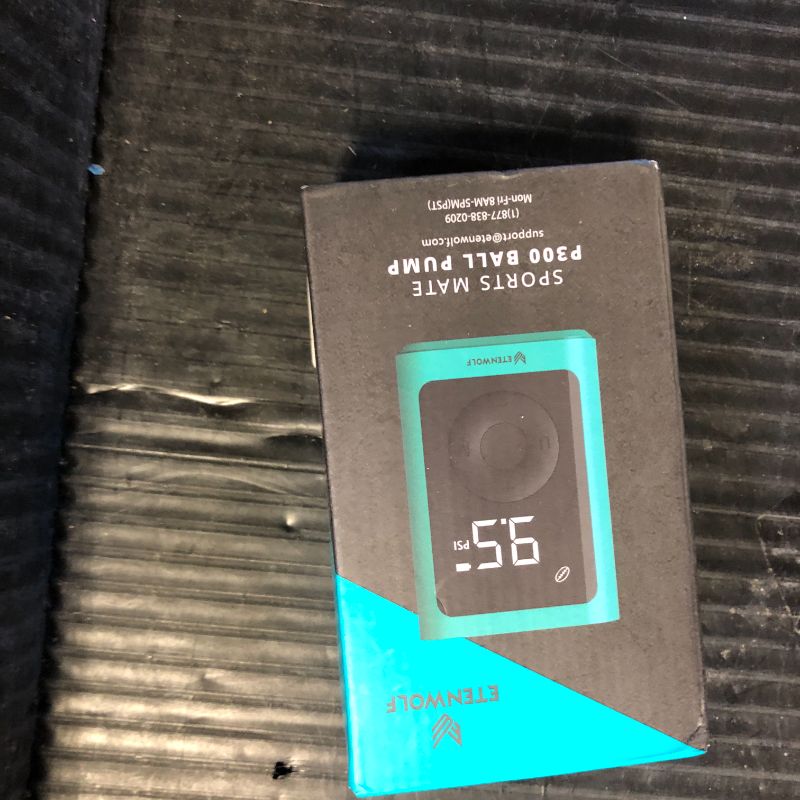 ETENWOLF
9.5 PSI
ETENWOLF
SPORTS MATE
P300 BALL PUMP
support@etenwolf.com
(1)877-838-0209
Mon-Fri 8AM-5PM(PST)